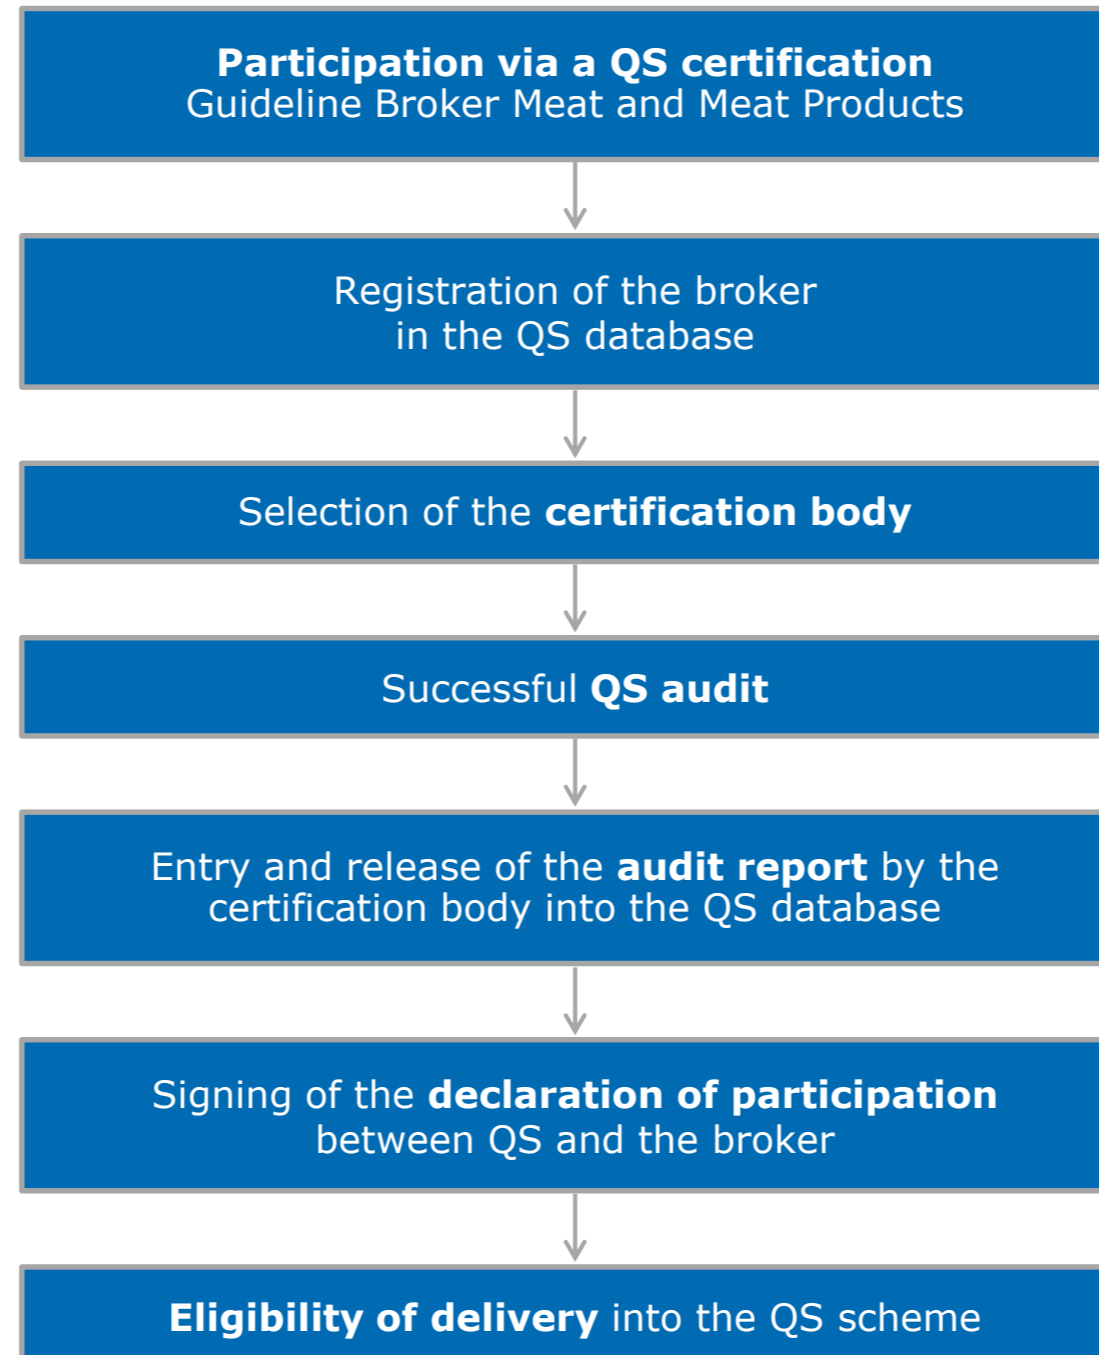 Participation via a QS certification
Guideline Broker Meat and Meat Products
Registration of the broker
in the QS database
Selection of the certification body
Successful QS audit
Entry and release of the audit report by the
certification body into the QS database
Signing of the declaration of participation
between QS and the broker
Eligibility of delivery into the QS scheme